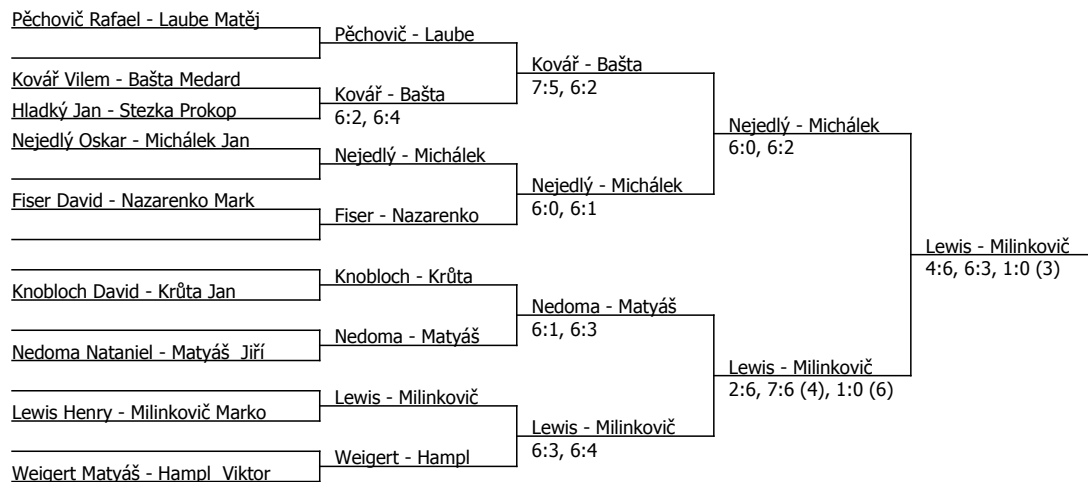 Pěchovič Rafael - Laube Matěj
Kovář Vilem - Bašta Medard
Hladký Jan - Stezka Prokop
Nejedlý Oskar - Michálek Jan
Fiser David - Nazarenko Mark
Knobloch David - Krůta Jan
Nedoma Nataniel - Matyáš Jiří
Lewis Henry - Milinkovič Marko
Weigert Matyáš - Hampl Viktor
Pěchovič - Laube
Kovář - Bašta
6:2, 6:4
Nejedlý - Michálek
Fiser - Nazarenko
Knobloch - Krůta
Nedoma - Matyáš
Lewis - Milinkovič
Weigert - Hampl
Kovář - Bašta
7:5, 6:2
Nejedlý - Michálek
6:0, 6:1
Nedoma - Matyáš
6:1, 6:3
Lewis - Milinkovič
6:3, 6:4
Nejedlý - Michálek
6:0, 6:2
Lewis - Milinkovič
2:6, 7:6 (4), 1:0 (6)
Lewis - Milinkovič
4:6, 6:3, 1:0 (3)